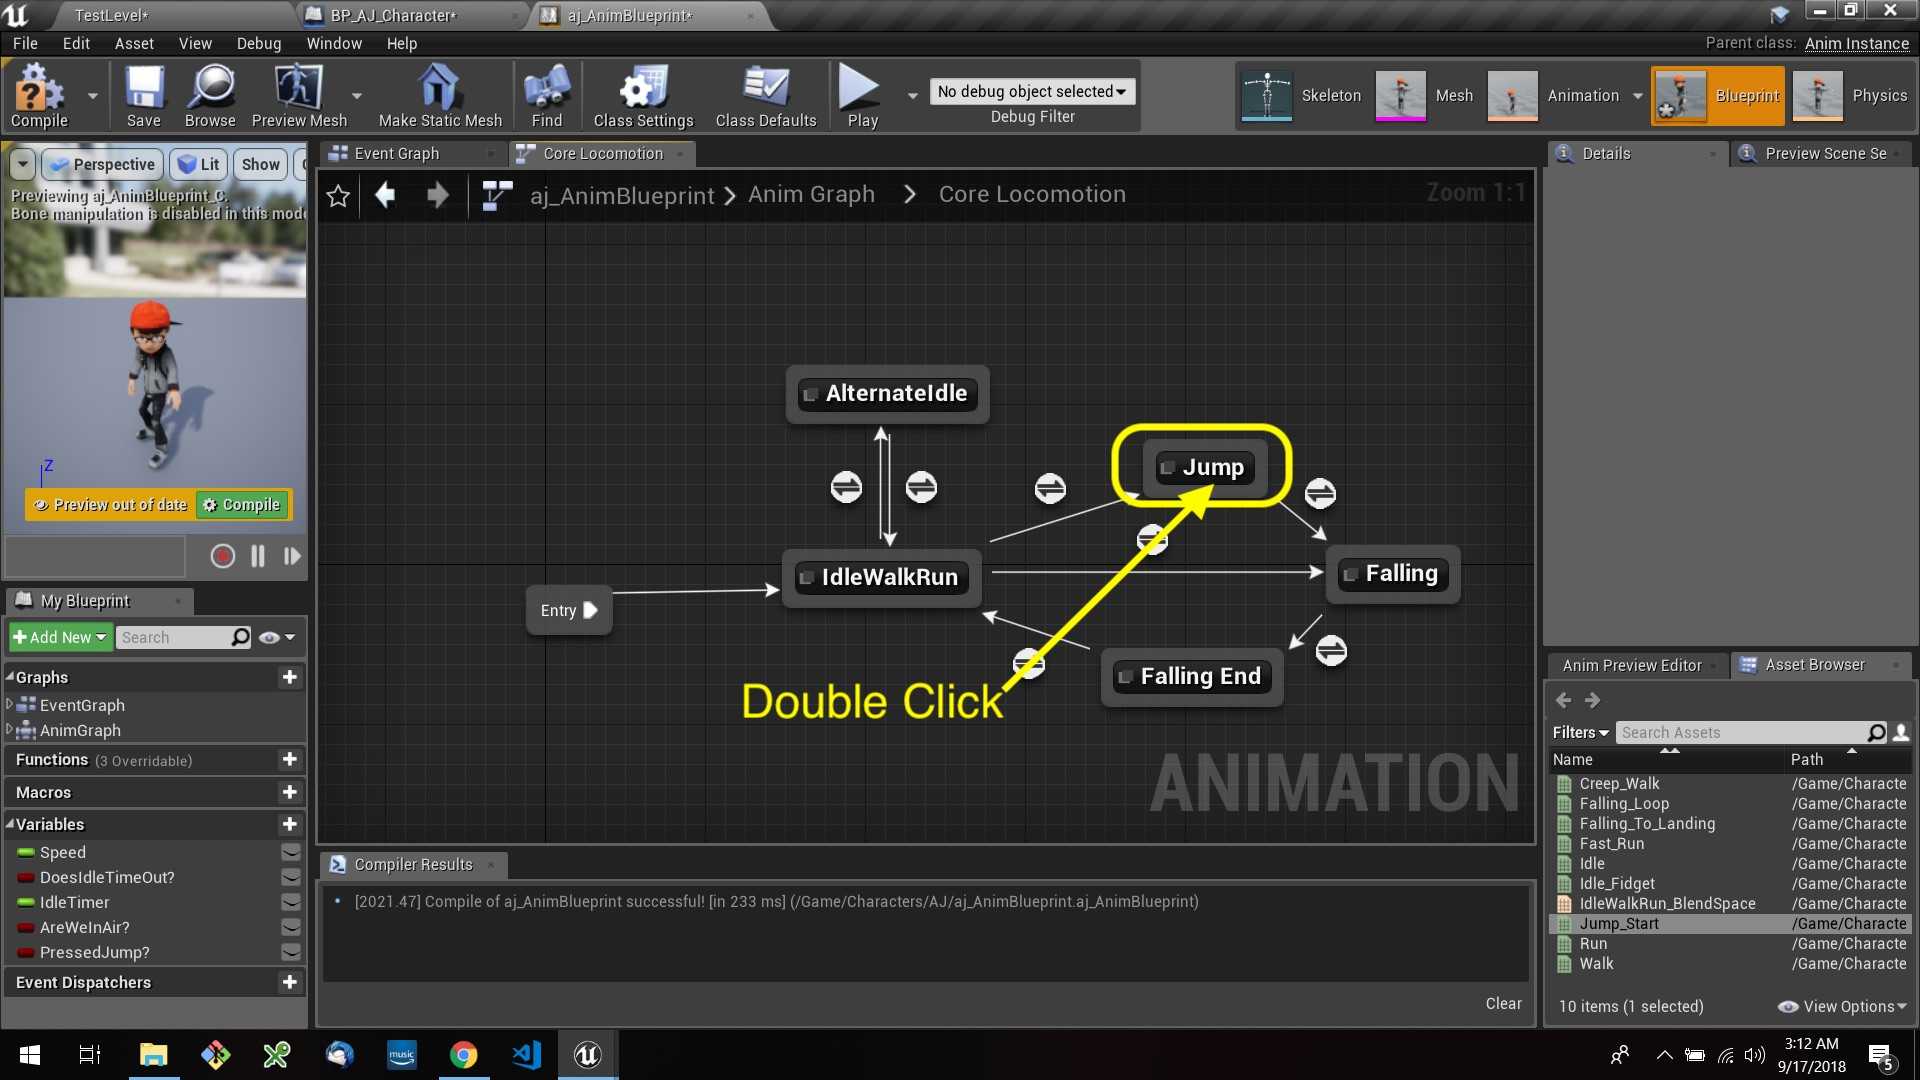 TestLevel*
BP_AJ_Character*
aj_AnimBlueprint*
File Edit Asset View Debug Window Help
Parent class: Anim Instance
Compile
Save
Browse
Preview Mesh
Make Static Mesh
Find
Class Settings
Class Defaults
Play
No debug object selected
Debug Filter
Skeleton
Mesh
Animation
Blueprint
Physics
Perspective
Lit
Show
Previewing aj_AnimBlueprint_C.
Bone manipulation is disabled in this mode
Z
Preview out of date
Compile
Event Graph
Core Locomotion
aj_AnimBlueprint > Anim Graph > Core Locomotion
Zoom 1:1
AlternateIdle
Jump
IdleWalkRun
Falling
Entry
Falling End
Double Click
ANIMATION
My Blueprint
Add New
Search
Graphs
EventGraph
AnimGraph
Functions (3 Overridable)
Macros
Variables
Speed
DoesIdleTimeOut?
IdleTimer
AreWeInAir?
PressedJump?
Event Dispatchers
Compiler Results
[2021.47] Compile of aj_AnimBlueprint successful! [in 233 ms] (/Game/Characters/AJ/aj_AnimBlueprint.aj_AnimBlueprint)
Clear
Details
Preview Scene Se
Anim Preview Editor
Asset Browser
Filters
Search Assets
Name Path
Creep_Walk /Game/Characte
Falling_Loop /Game/Characte
Falling_To_Landing /Game/Characte
Fast_Run /Game/Characte
Idle /Game/Characte
Idle_Fidget /Game/Characte
IdleWalkRun_BlendSpace /Game/Characte
Jump_Start /Game/Characte
Run /Game/Characte
Walk /Game/Characte
10 items (1 selected)
View Options
music
3:12 AM
9/17/2018
5